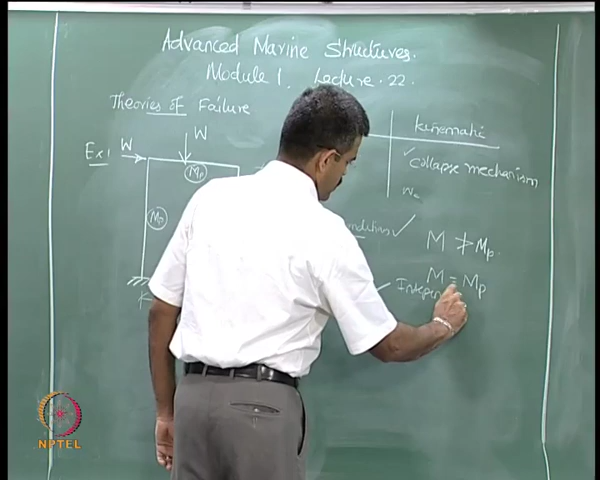 Advanced Marine Structures.
Module 1. Lecture. 22.
Theories of Failure
W
W
Ex 1
Mp
Mp
kinematic
✓ Collapse mechanism
Wc
✓
M ≯ Mp.
M = Mp
✓
NPTEL